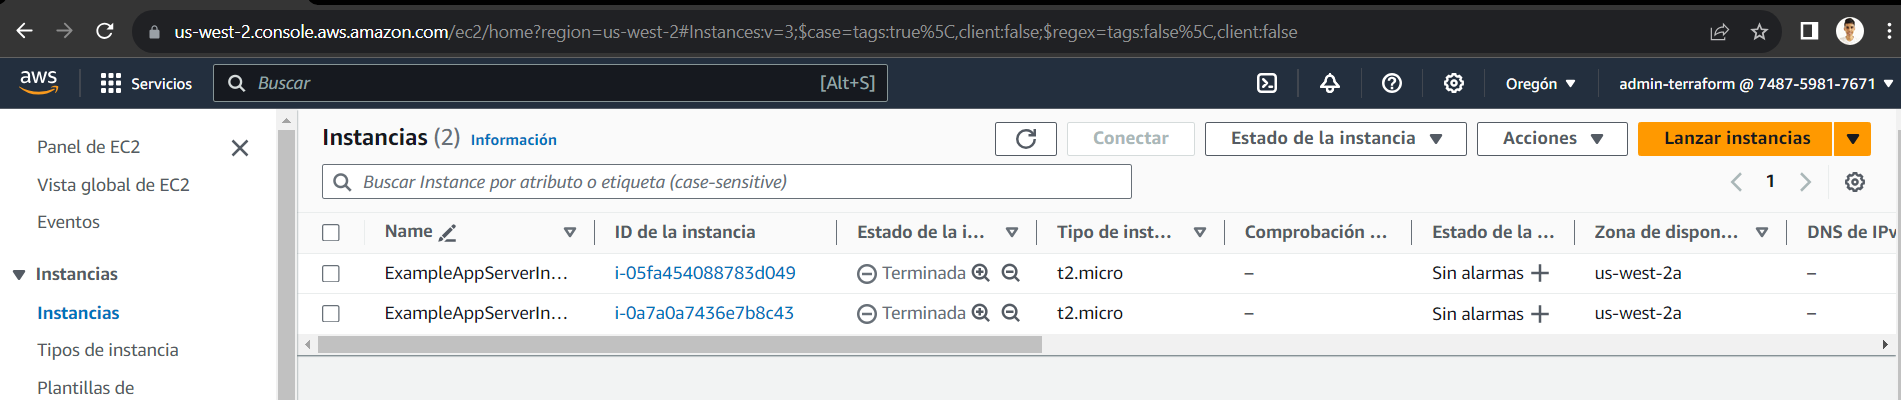 us-west-2.console.aws.amazon.com/ec2/home?region=us-west-2#Instances:v=3;$case=tags:true%5C,client:false;$regex=tags:false%5C,client:false
aws Servicios Buscar [Alt+S] Oregón admin-terraform @ 7487-5981-7671
Panel de EC2
Vista global de EC2
Eventos
Instancias
Instancias
Tipos de instancia
Plantillas de
Instancias (2) Información Conectar Estado de la instancia Acciones Lanzar instancias
Buscar Instance por atributo o etiqueta (case-sensitive) 1
Name ID de la instancia Estado de la i... Tipo de inst... Comprobación ... Estado de la ... Zona de dispon... DNS de IPv
ExampleAppServerIn... i-05fa454088783d049 Terminada t2.micro – Sin alarmas us-west-2a –
ExampleAppServerIn... i-0a7a0a7436e7b8c43 Terminada t2.micro – Sin alarmas us-west-2a –